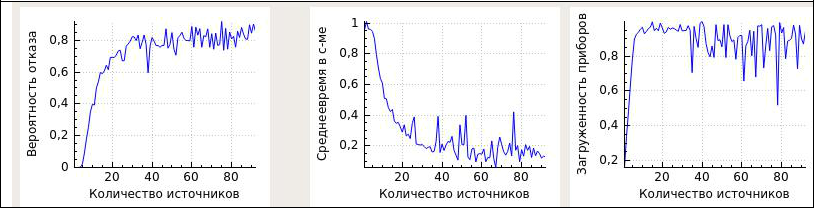 Вероятность отказа
0,8
0,6
0,4
0,2
0
20 40 60 80
Количество источников
Среднеевремя в с-ме
1
0,8
0,6
0,4
0,2
20 40 60 80
Количество источников
Загруженность приборов
0,8
0,6
0,4
0,2
20 40 60 80
Количество источников